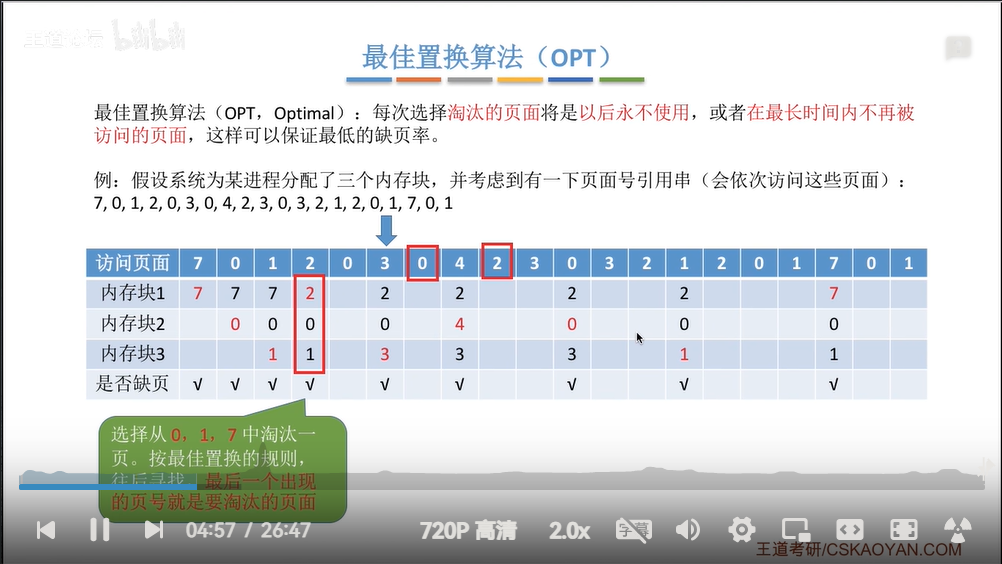 最佳置换算法（OPT）
最佳置换算法（OPT，Optimal）：每次选择淘汰的页面将是以后永不使用，或者在最长时间内不再被
访问的页面，这样可以保证最低的缺页率。
例：假设系统为某进程分配了三个内存块，并考虑到有一下页面号引用串（会依次访问这些页面）：
7, 0, 1, 2, 0, 3, 0, 4, 2, 3, 0, 3, 2, 1, 2, 0, 1, 7, 0, 1
访问页面 7 0 1 2 0 3 0 4 2 3 0 3 2 1 2 0 1 7 0 1
内存块1 7 7 7 2 2 2 2 2 7
内存块2 0 0 0 0 4 0 0 0
内存块3 1 1 3 3 3 1 1
是否缺页 √ √ √ √ √ √ √ √ √
选择从 0，1，7 中淘汰一
页。按最佳置换的规则，
往后寻找，最后一个出现
的页号就是要淘汰的页面
04:57 / 26:47 720P 高清 2.0x 字幕
王道考研/CSKAOYAN.COM